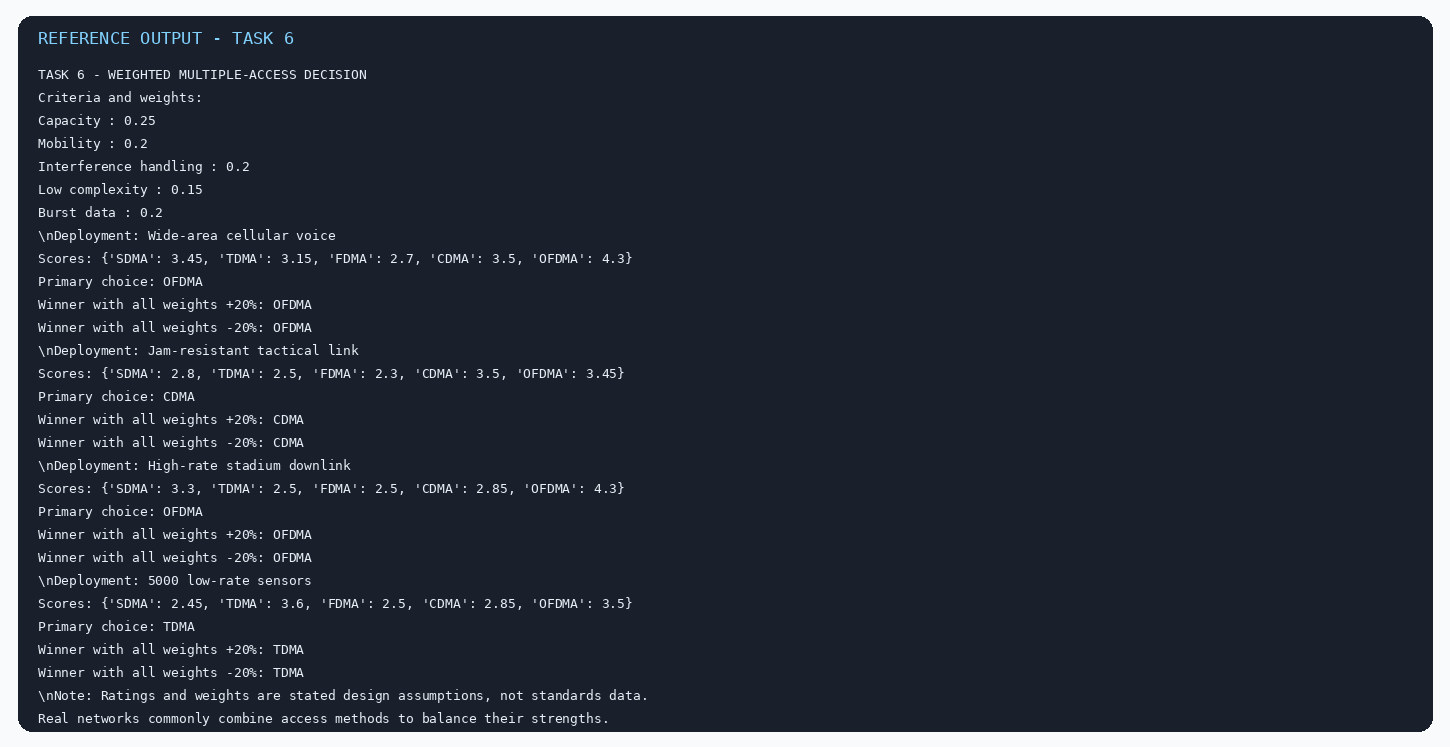 REFERENCE OUTPUT - TASK 6
TASK 6 - WEIGHTED MULTIPLE-ACCESS DECISION
Criteria and weights:
Capacity : 0.25
Mobility : 0.2
Interference handling : 0.2
Low complexity : 0.15
Burst data : 0.2
\nDeployment: Wide-area cellular voice
Scores: {'SDMA': 3.45, 'TDMA': 3.15, 'FDMA': 2.7, 'CDMA': 3.5, 'OFDMA': 4.3}
Primary choice: OFDMA
Winner with all weights +20%: OFDMA
Winner with all weights -20%: OFDMA
\nDeployment: Jam-resistant tactical link
Scores: {'SDMA': 2.8, 'TDMA': 2.5, 'FDMA': 2.3, 'CDMA': 3.5, 'OFDMA': 3.45}
Primary choice: CDMA
Winner with all weights +20%: CDMA
Winner with all weights -20%: CDMA
\nDeployment: High-rate stadium downlink
Scores: {'SDMA': 3.3, 'TDMA': 2.5, 'FDMA': 2.5, 'CDMA': 2.85, 'OFDMA': 4.3}
Primary choice: OFDMA
Winner with all weights +20%: OFDMA
Winner with all weights -20%: OFDMA
\nDeployment: 5000 low-rate sensors
Scores: {'SDMA': 2.45, 'TDMA': 3.6, 'FDMA': 2.5, 'CDMA': 2.85, 'OFDMA': 3.5}
Primary choice: TDMA
Winner with all weights +20%: TDMA
Winner with all weights -20%: TDMA
\nNote: Ratings and weights are stated design assumptions, not standards data.
Real networks commonly combine access methods to balance their strengths.